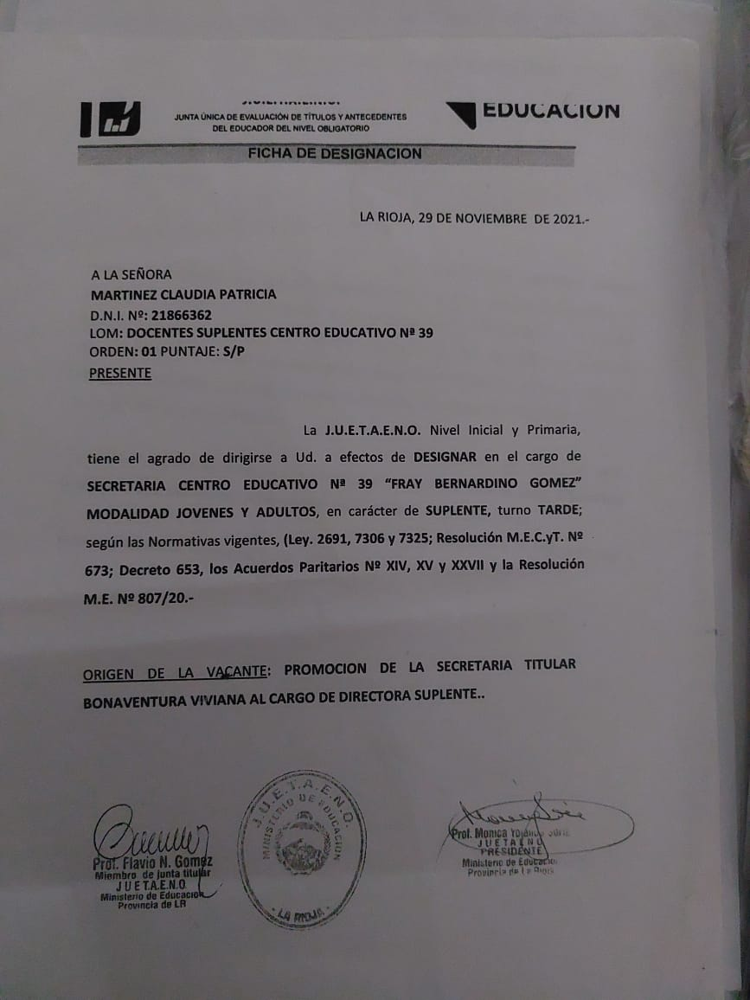 J.U.E.T.A.E.N.O.
JUNTA ÚNICA DE EVALUACIÓN DE TÍTULOS Y ANTECEDENTES
DEL EDUCADOR DEL NIVEL OBLIGATORIO
EDUCACION
FICHA DE DESIGNACION
LA RIOJA, 29 DE NOVIEMBRE DE 2021.-
A LA SEÑORA
MARTINEZ CLAUDIA PATRICIA
D.N.I. Nº: 21866362
LOM: DOCENTES SUPLENTES CENTRO EDUCATIVO Nª 39
ORDEN: 01 PUNTAJE: S/P
PRESENTE
La J.U.E.T.A.E.N.O. Nivel Inicial y Primaria,
tiene el agrado de dirigirse a Ud. a efectos de DESIGNAR en el cargo de
SECRETARIA CENTRO EDUCATIVO Nª 39 “FRAY BERNARDINO GOMEZ”
MODALIDAD JOVENES Y ADULTOS, en carácter de SUPLENTE, turno TARDE;
según las Normativas vigentes, (Ley. 2691, 7306 y 7325; Resolución M.E.C.yT. Nº
673; Decreto 653, los Acuerdos Paritarios Nº XIV, XV y XXVII y la Resolución
M.E. Nº 807/20.-
ORIGEN DE LA VACANTE: PROMOCION DE LA SECRETARIA TITULAR
BONAVENTURA VIVIANA AL CARGO DE DIRECTORA SUPLENTE..
Prof. Flavio N. Gomez
Miembro de junta titular
J U E T.A.E.N.O.
Ministerio de Educación
Provincia de LR
J.U.E.T.A.E.N.O.
MINISTERIO DE EDUCACION
- LA RIOJA -
Prof. Monica
J U E T A E N O
PRESIDENTE
Ministerio de Educación
Provincia de La Rioja